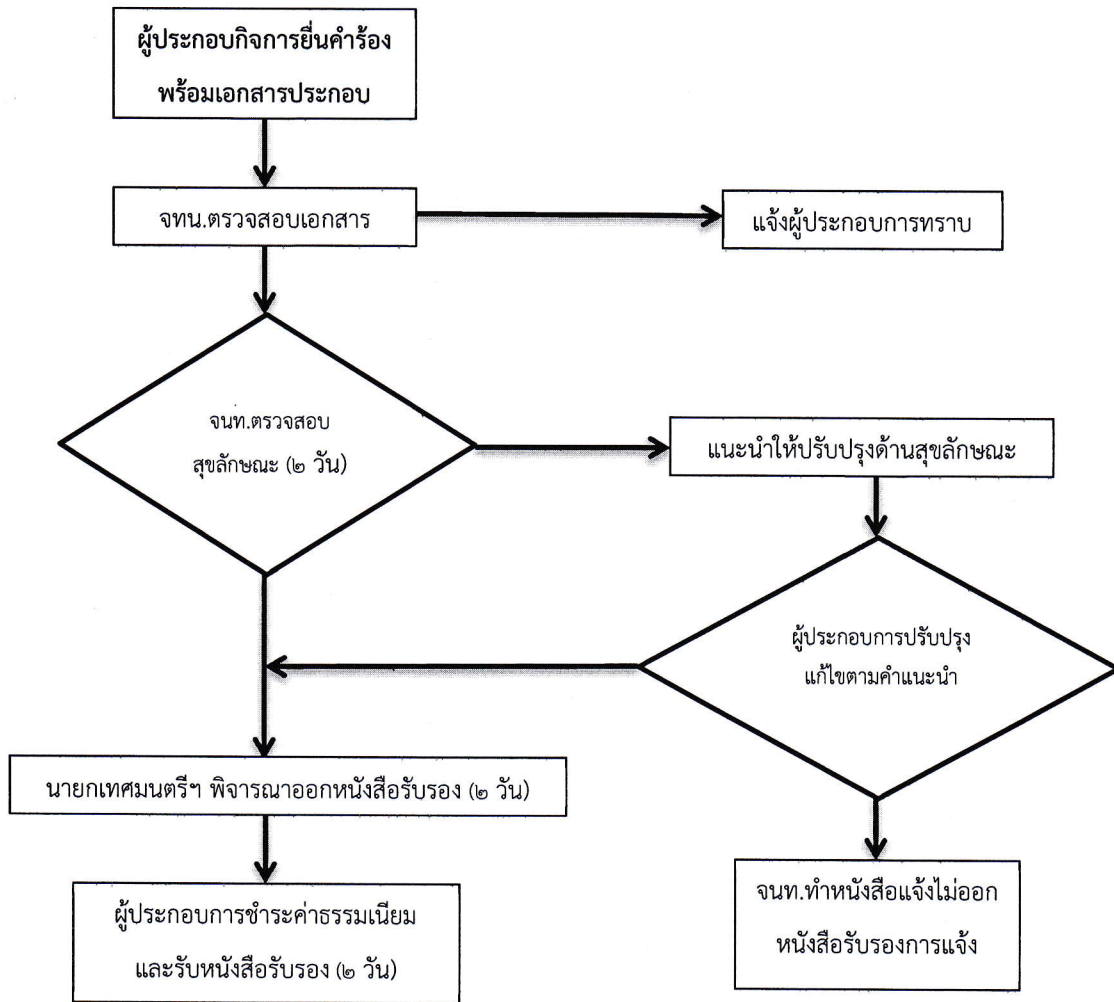 ผู้ประกอบกิจการยื่นคำร้อง
พร้อมเอกสารประกอบ
จทน.ตรวจสอบเอกสาร
แจ้งผู้ประกอบการทราบ
จนท.ตรวจสอบ
สุขลักษณะ (๒ วัน)
แนะนำให้ปรับปรุงด้านสุขลักษณะ
ผู้ประกอบการปรับปรุง
แก้ไขตามคำแนะนำ
นายกเทศมนตรีฯ พิจารณาออกหนังสือรับรอง (๒ วัน)
ผู้ประกอบการชำระค่าธรรมเนียม
และรับหนังสือรับรอง (๒ วัน)
จนท.ทำหนังสือแจ้งไม่ออก
หนังสือรับรองการแจ้ง